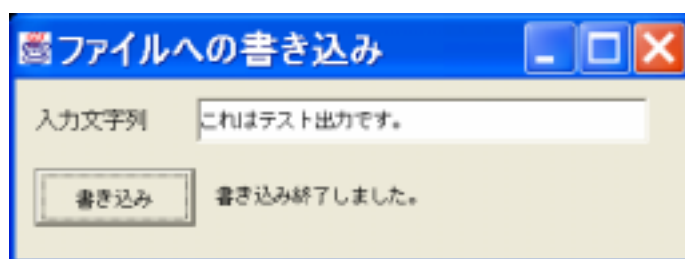 ファイルへの書き込み
入力文字列 これはテスト出力です。
書き込み 書き込み終了しました。